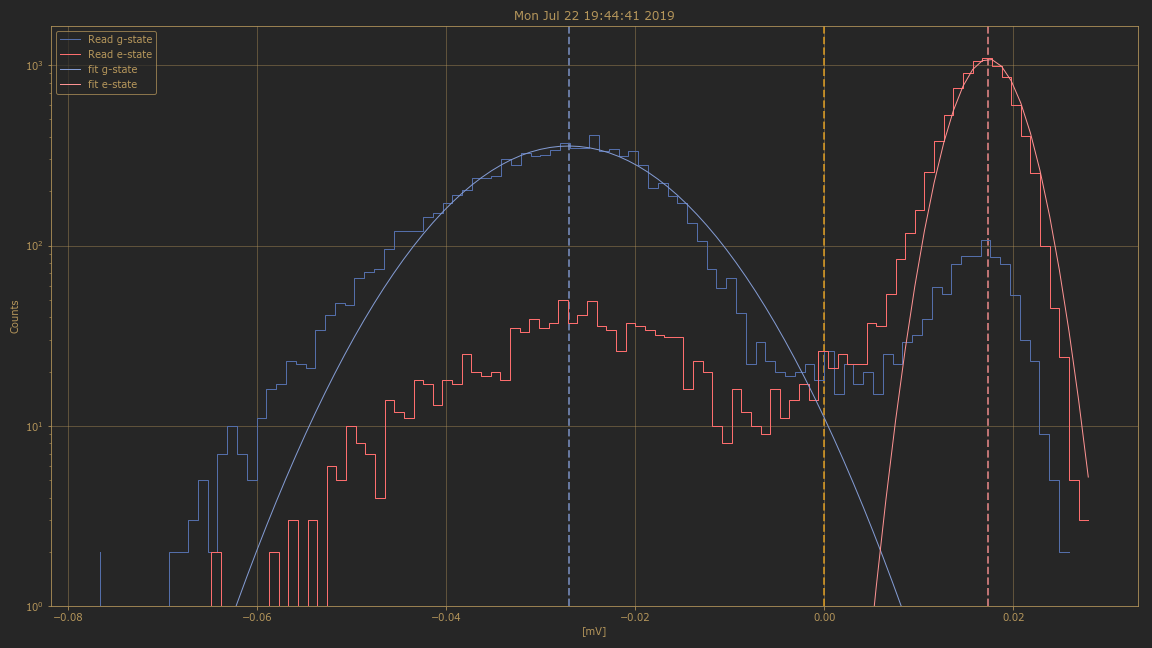 Mon Jul 22 19:44:41 2019
Read g-state
Read e-state
fit g-state
fit e-state
10³
10²
10¹
10⁰
Counts
−0.08 −0.06 −0.04 −0.02 0.00 0.02
[mV]